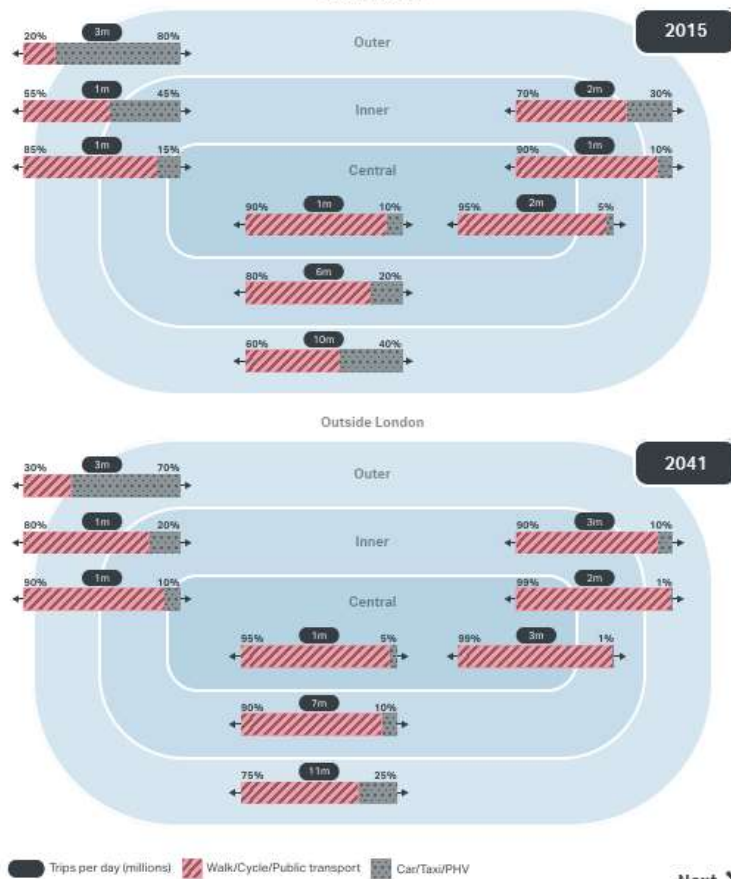 2015
20% 3m 80%
Outer
55% 1m 45%
Inner
70% 2m 30%
85% 1m 15%
Central
90% 1m 10%
90% 1m 10%
95% 2m 5%
80% 6m 20%
60% 10m 40%
Outside London
2041
30% 3m 70%
Outer
80% 1m 20%
Inner
90% 3m 10%
90% 1m 10%
Central
99% 2m 1%
95% 1m 5%
99% 3m 1%
90% 7m 10%
75% 11m 25%
Trips per day (millions) Walk/Cycle/Public transport Car/Taxi/PHV
Next